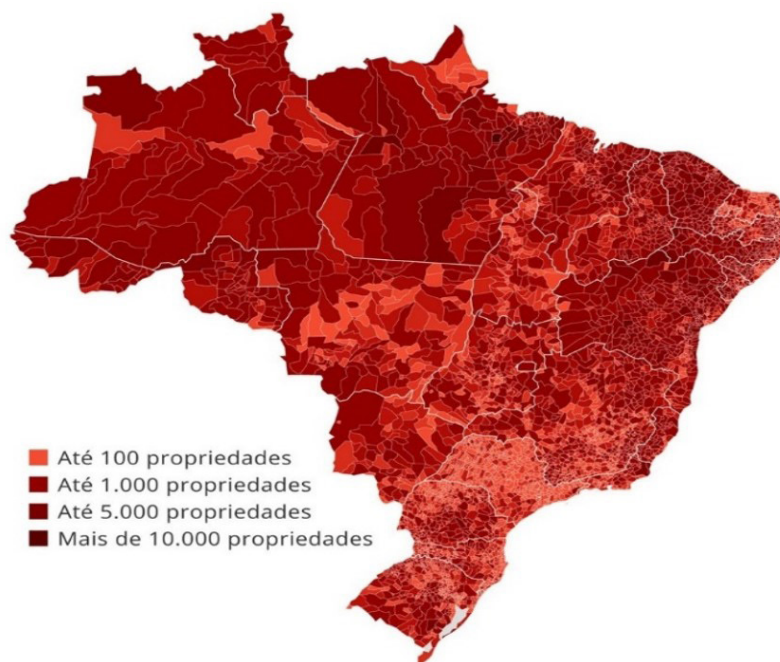 Até 100 propriedades
Até 1.000 propriedades
Até 5.000 propriedades
Mais de 10.000 propriedades